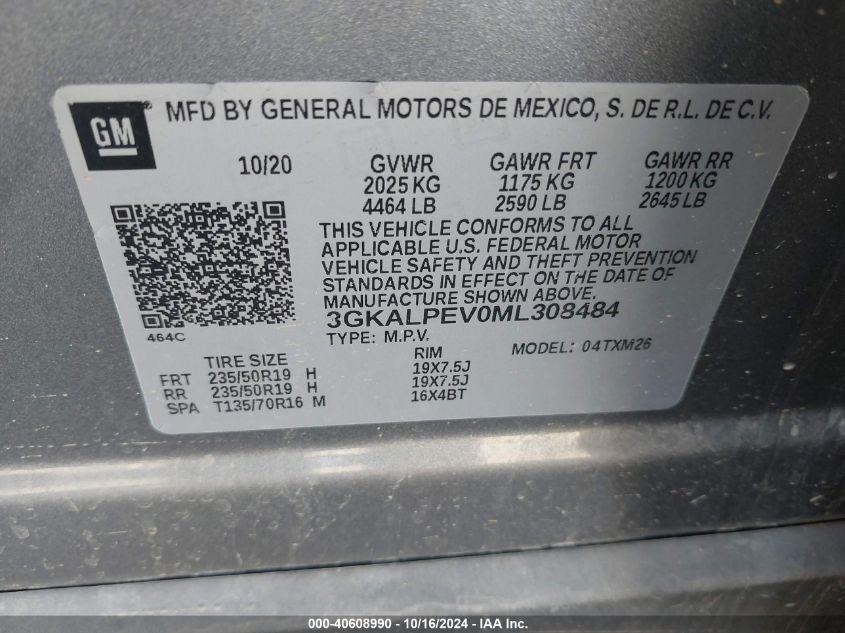 GM® MFD BY GENERAL MOTORS DE MEXICO, S. DE R.L. DE C.V.
10/20 GVWR GAWR FRT GAWR RR
2025 KG 1175 KG 1200 KG
4464 LB 2590 LB 2645 LB
THIS VEHICLE CONFORMS TO ALL
APPLICABLE U.S. FEDERAL MOTOR
VEHICLE SAFETY AND THEFT PREVENTION
STANDARDS IN EFFECT ON THE DATE OF
MANUFACTURE SHOWN ABOVE.
3GKALPEV0ML308484
464C TYPE: M.P.V. MODEL: 04TXM26
TIRE SIZE RIM
FRT 235/50R19 H 19X7.5J
RR 235/50R19 H 19X7.5J
SPA T135/70R16 M 16X4BT
000-40608990 - 10/16/2024 - IAA Inc.